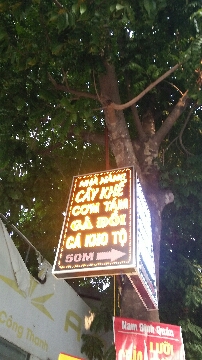 NHÀ HÀNG
CÂY KHẾ
CƠM TẤM
GÀ ĐỒI
CÁ KHO TỘ
50M
Nam Định Quán